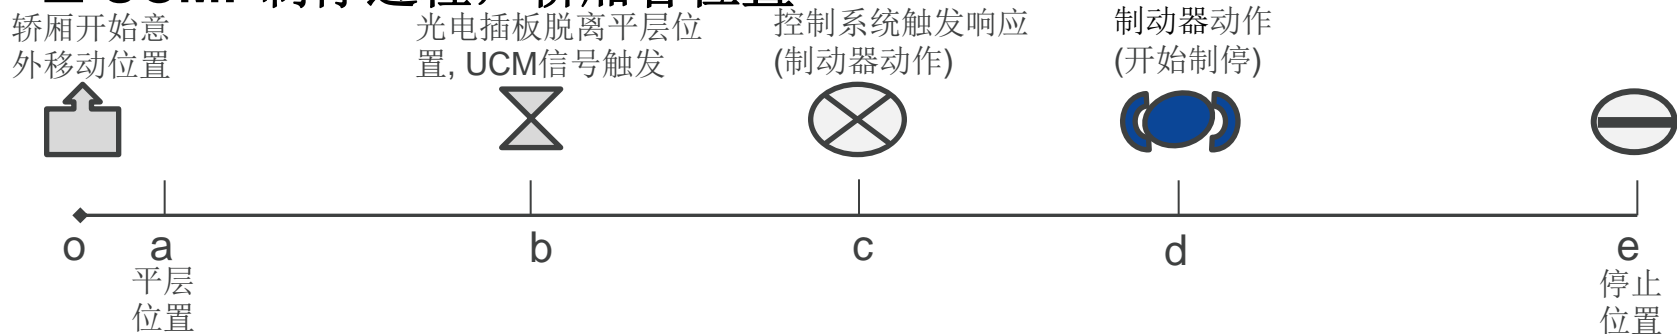 轿厢开始意
外移动位置
光电插板脱离平层位
置, UCM信号触发
控制系统触发响应
(制动器动作)
制动器动作
(开始制停)
o a b c d e
平层
位置
停止
位置